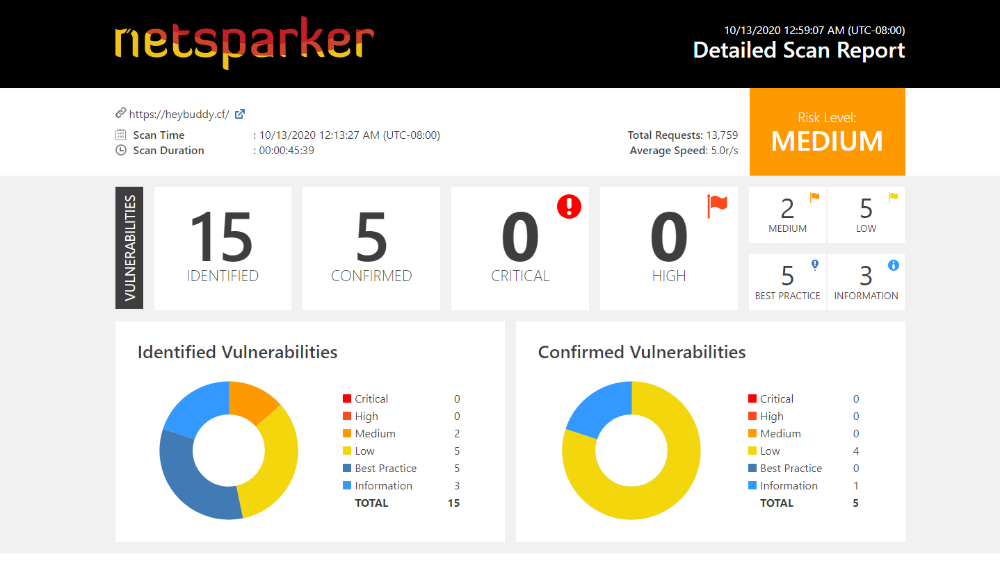 netsparker
10/13/2020 12:59:07 AM (UTC-08:00)
Detailed Scan Report
https://heybuddy.cf/
Scan Time : 10/13/2020 12:13:27 AM (UTC-08:00)
Scan Duration : 00:00:45:39
Total Requests: 13,759
Average Speed: 5.0r/s
Risk Level:
MEDIUM
VULNERABILITIES
15
IDENTIFIED
5
CONFIRMED
0
CRITICAL
0
HIGH
2
MEDIUM
5
LOW
5
BEST PRACTICE
3
INFORMATION
Identified Vulnerabilities
Critical 0
High 0
Medium 2
Low 5
Best Practice 5
Information 3
TOTAL 15
Confirmed Vulnerabilities
Critical 0
High 0
Medium 0
Low 4
Best Practice 0
Information 1
TOTAL 5